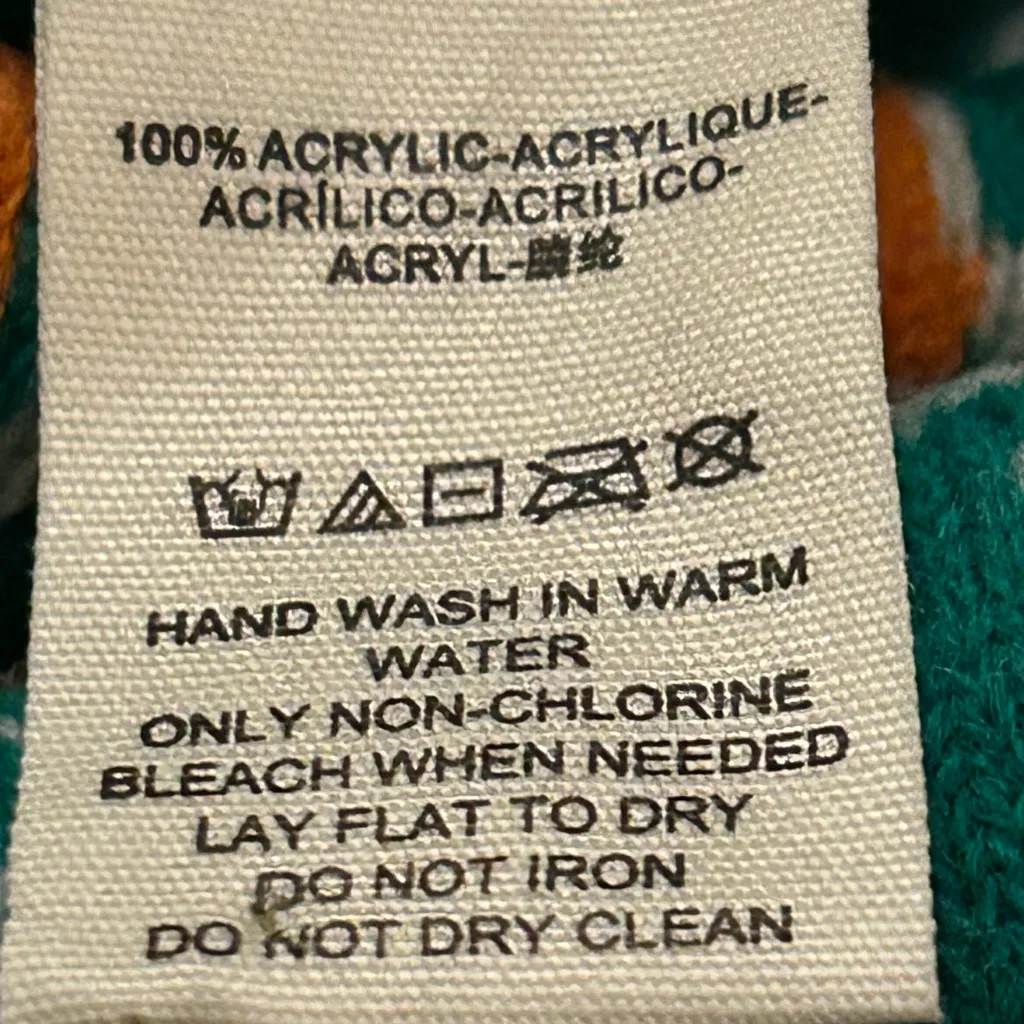 100% ACRYLIC-ACRYLIQUE-
ACRÍLICO-ACRILICO-
ACRYL-腈纶
HAND WASH IN WARM
WATER
ONLY NON-CHLORINE
BLEACH WHEN NEEDED
LAY FLAT TO DRY
DO NOT IRON
DO NOT DRY CLEAN